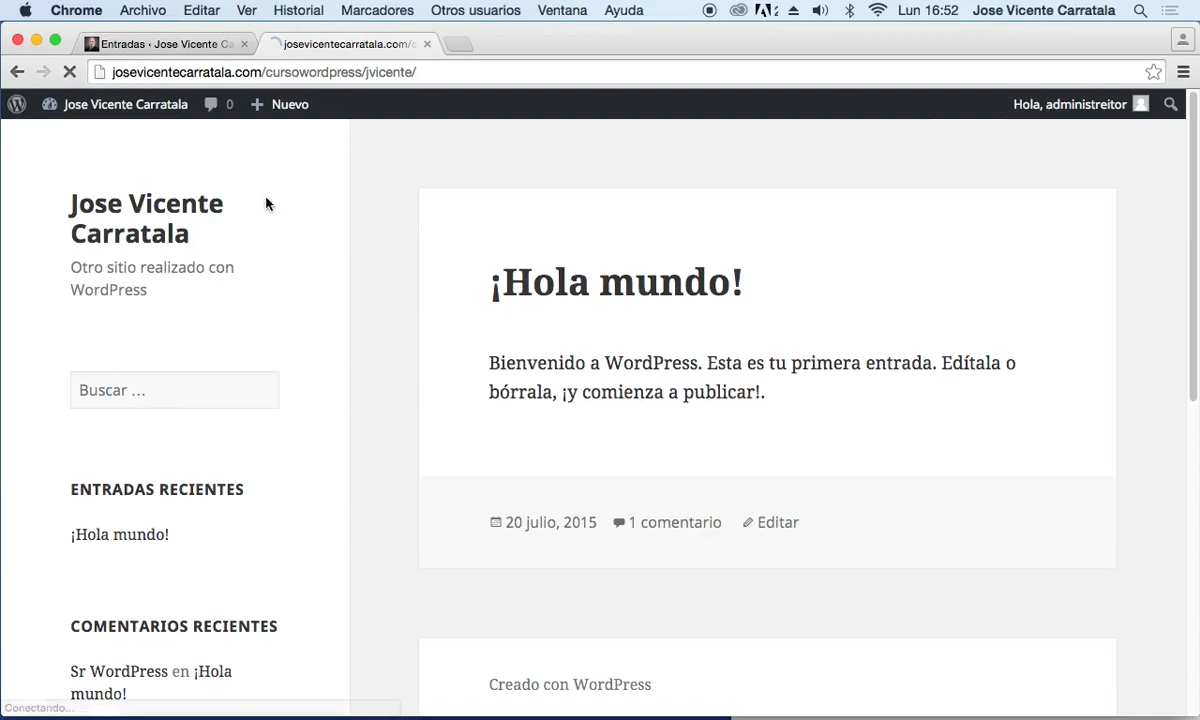 Chrome Archivo Editar Ver Historial Marcadores Otros usuarios Ventana Ayuda 2 Lun 16:52 Jose Vicente Carratala
Entradas ‹ Jose Vicente Ca
josevicentecarratala.com/c
josevicentecarratala.com/cursowordpress/jvicente/
Jose Vicente Carratala 0 + Nuevo Hola, administreitor
Jose Vicente
Carratala
Otro sitio realizado con
WordPress
Buscar …
ENTRADAS RECIENTES
¡Hola mundo!
COMENTARIOS RECIENTES
Sr WordPress en ¡Hola
mundo!
¡Hola mundo!
Bienvenido a WordPress. Esta es tu primera entrada. Edítala o
bórrala, ¡y comienza a publicar!.
20 julio, 2015 1 comentario Editar
Creado con WordPress
Conectando...